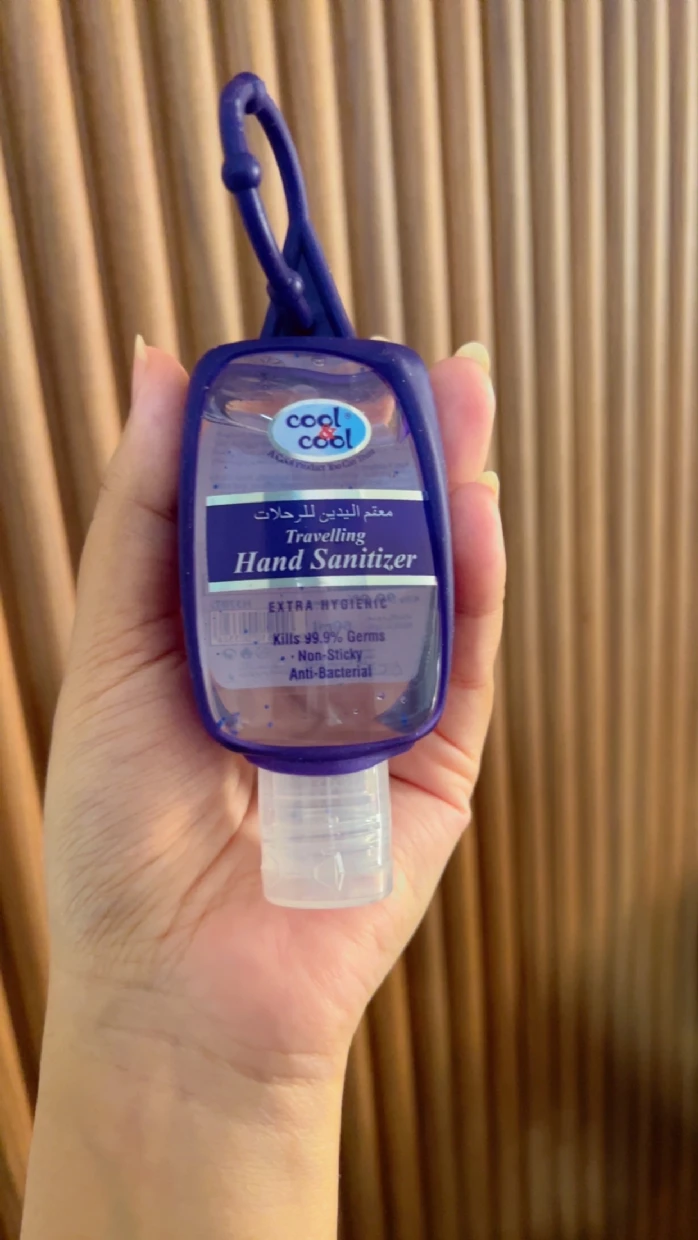 cool
& cool
معقم اليدين للرحلات
Travelling
Hand Sanitizer
EXTRA HYGIENIC
Kills 99.9% Germs
Non-Sticky
Anti-Bacterial